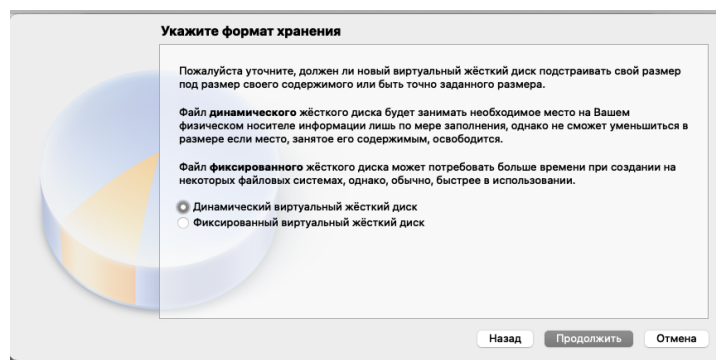 Укажите формат хранения
Пожалуйста уточните, должен ли новый виртуальный жёсткий диск подстраивать свой размер
под размер своего содержимого или быть точно заданного размера.
Файл динамического жёсткого диска будет занимать необходимое место на Вашем
физическом носителе информации лишь по мере заполнения, однако не сможет уменьшиться в
размере если место, занятое его содержимым, освободится.
Файл фиксированного жёсткого диска может потребовать больше времени при создании на
некоторых файловых системах, однако, обычно, быстрее в использовании.
Динамический виртуальный жёсткий диск
Фиксированный виртуальный жёсткий диск
Назад Продолжить Отмена